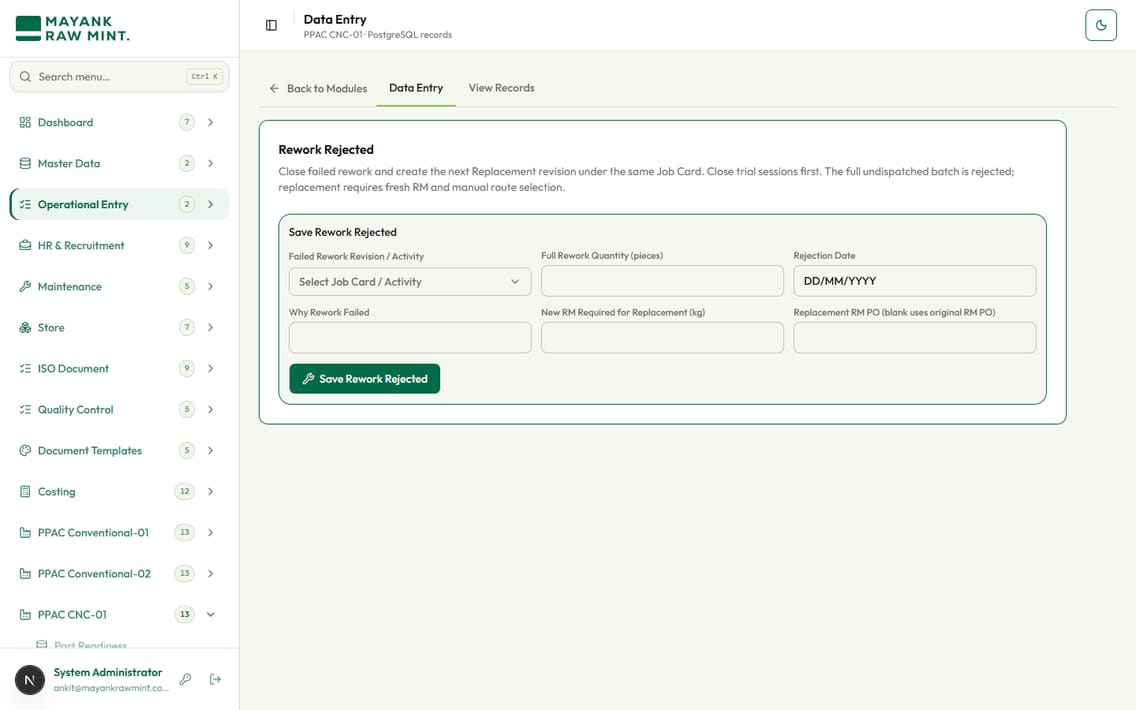 MAYANK
RAW MINT.
Search menu...
Ctrl K
Dashboard
7
Master Data
2
Operational Entry
2
HR & Recruitment
9
Maintenance
5
Store
7
ISO Document
9
Quality Control
5
Document Templates
5
Costing
12
PPAC Conventional-01
13
PPAC Conventional-02
13
PPAC CNC-01
13
Part Readiness
N
System Administrator
ankit@mayankrawmint.co...
Data Entry
PPAC CNC-01 · PostgreSQL records
Back to Modules
Data Entry
View Records
Rework Rejected
Close failed rework and create the next Replacement revision under the same Job Card. Close trial sessions first. The full undispatched batch is rejected;
replacement requires fresh RM and manual route selection.
Save Rework Rejected
Failed Rework Revision / Activity
Select Job Card / Activity
Full Rework Quantity (pieces)
Rejection Date
DD/MM/YYYY
Why Rework Failed
New RM Required for Replacement (kg)
Replacement RM PO (blank uses original RM PO)
Save Rework Rejected